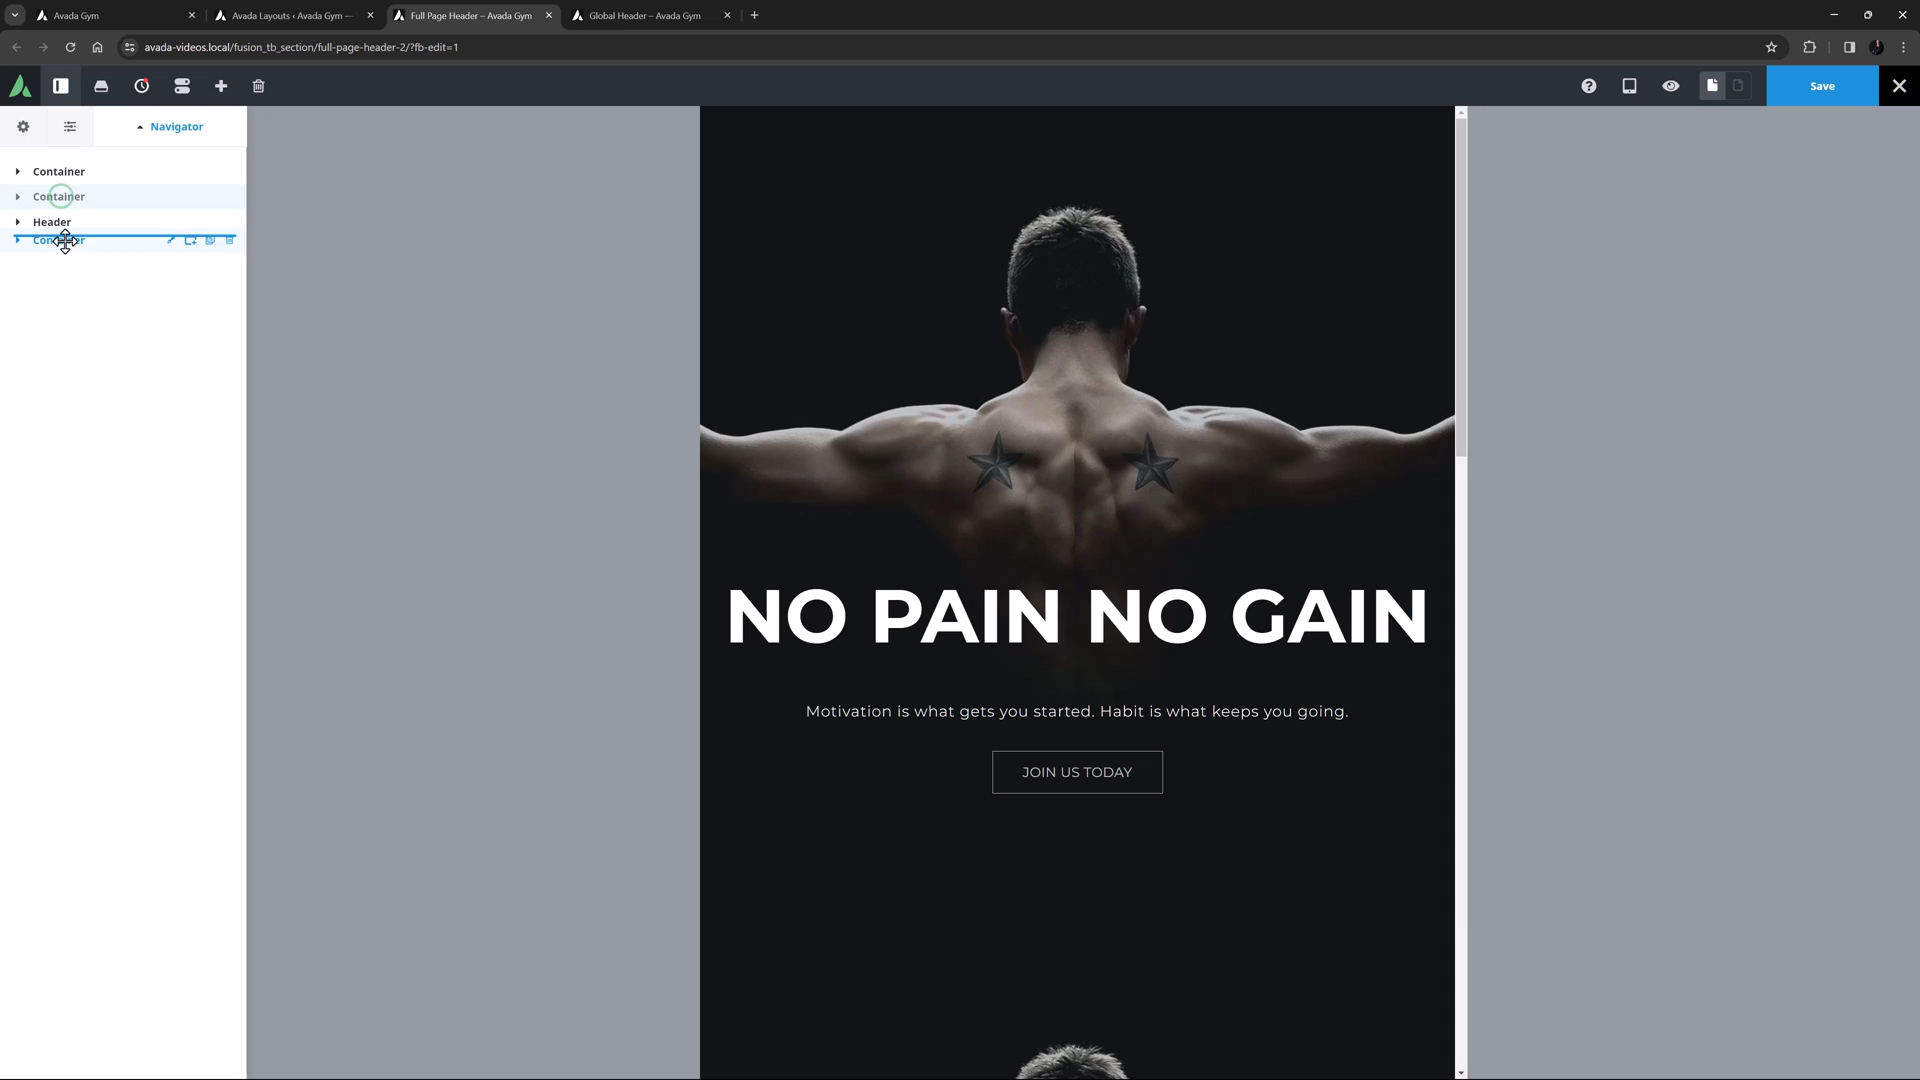 Avada Gym
Avada Layouts ‹ Avada Gym —
Full Page Header – Avada Gym
Global Header – Avada Gym
avada-videos.local/fusion_tb_section/full-page-header-2/?fb-edit=1
Save
Navigator
Container
Container
Header
Container
NO PAIN NO GAIN
Motivation is what gets you started. Habit is what keeps you going.
JOIN US TODAY